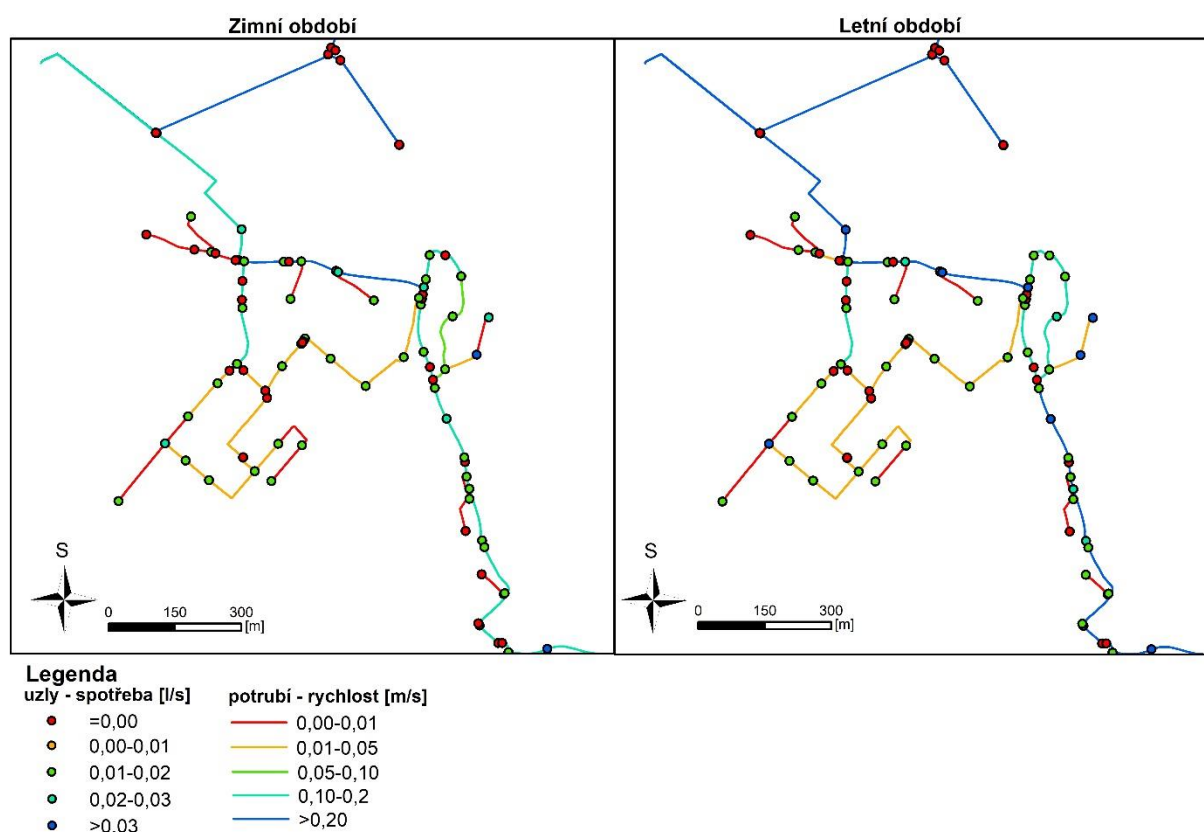 Zimní období
Letní období
S
0 150 300
[m]
S
0 150 300
[m]
Legenda
uzly - spotřeba [l/s]
=0,00
0,00-0,01
0,01-0,02
0,02-0,03
>0,03
potrubí - rychlost [m/s]
0,00-0,01
0,01-0,05
0,05-0,10
0,10-0,2
>0,20